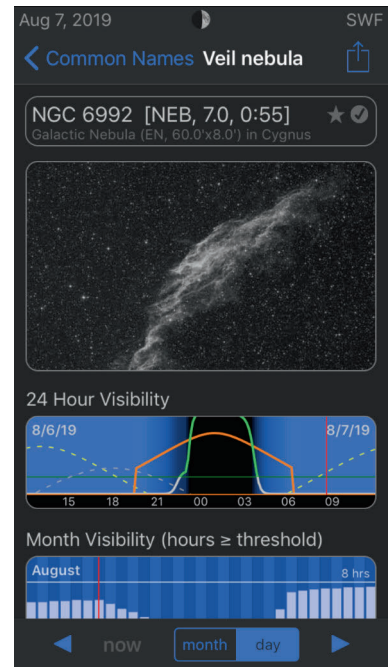 Aug 7, 2019 SWF
Common Names Veil nebula
NGC 6992 [NEB, 7.0, 0:55]
Galactic Nebula (EN, 60.0'x8.0') in Cygnus
24 Hour Visibility
8/6/19 8/7/19
15 18 21 00 03 06 09
Month Visibility (hours ≥ threshold)
August 8 hrs
now month day